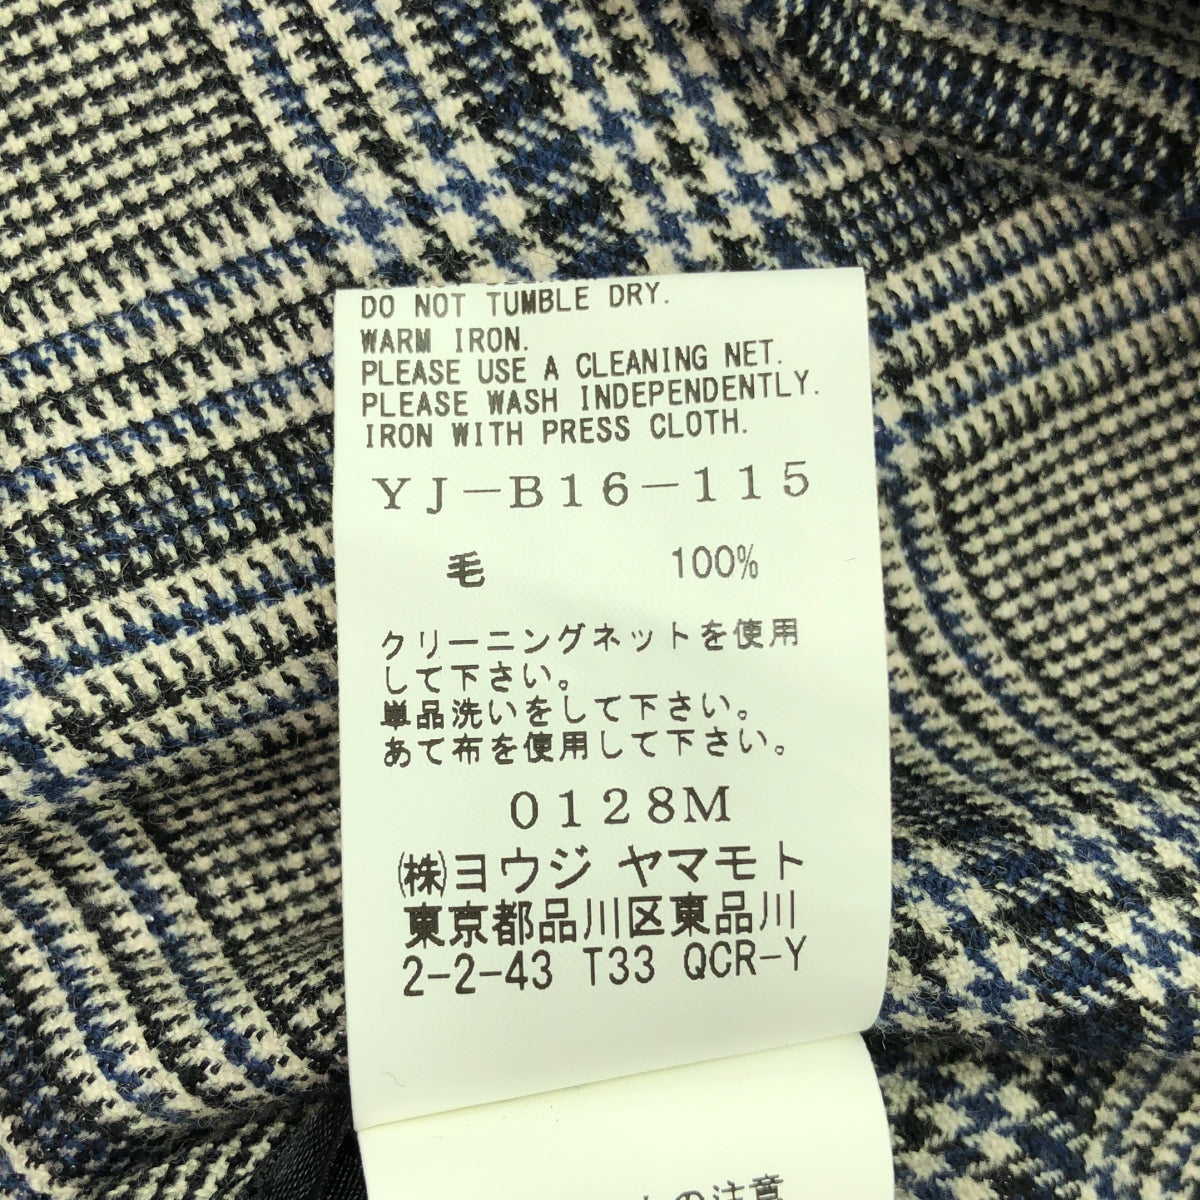 DO NOT TUMBLE DRY.
WARM IRON.
PLEASE USE A CLEANING NET.
PLEASE WASH INDEPENDENTLY.
IRON WITH PRESS CLOTH.
YJ-B16-115
毛 100%
クリーニングネットを使用
して下さい。
単品洗いをして下さい。
あて布を使用して下さい。
0128M
(株)ヨウジ ヤマモト
東京都品川区東品川
2-2-43 T33 QCR-Y
の注意